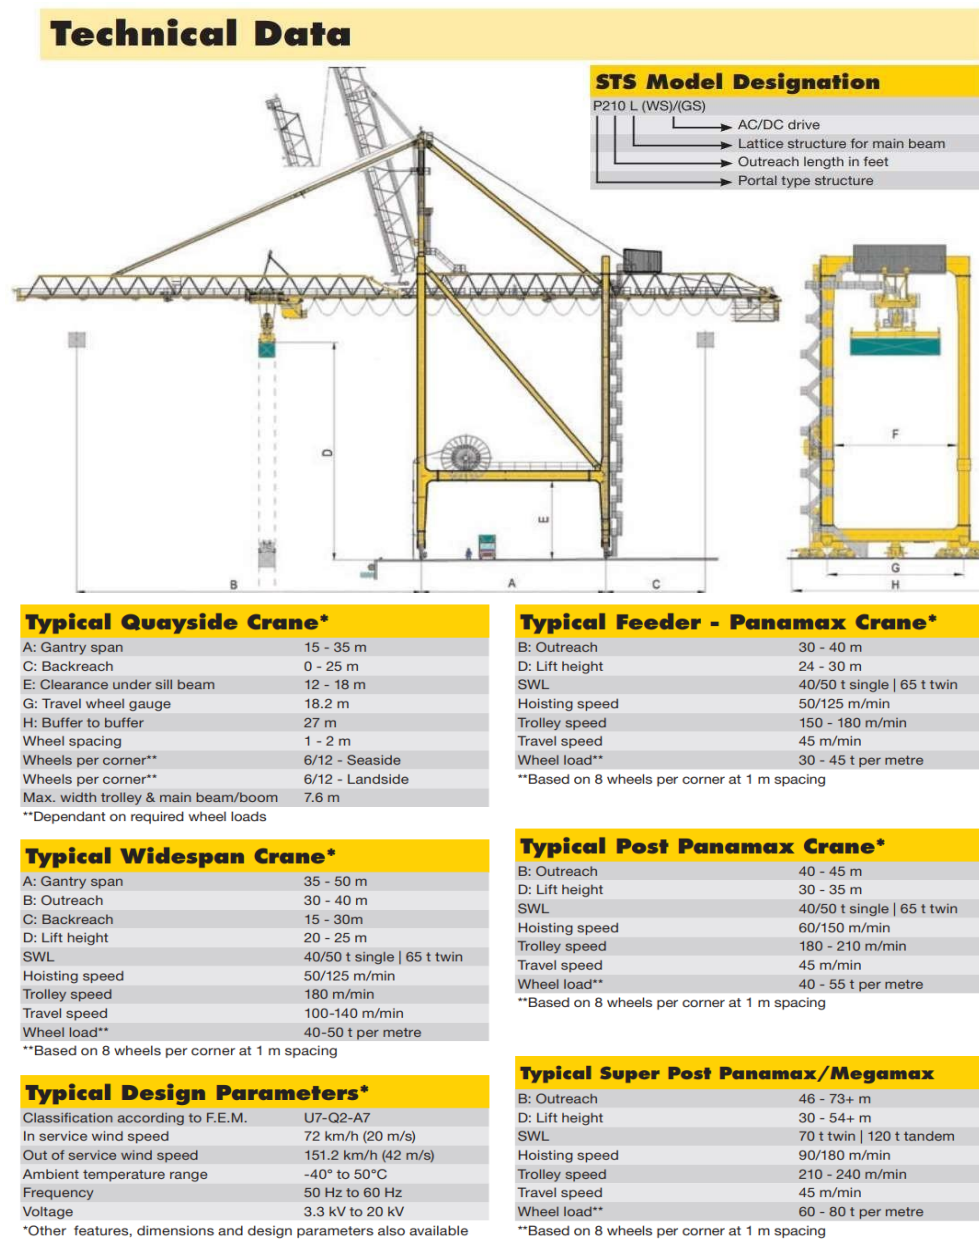 Technical Data
STS Model Designation
P210 L (WS)/(GS)
AC/DC drive
Lattice structure for main beam
Outreach length in feet
Portal type structure
D
E
F
B
A
C
G
H
Typical Quayside Crane*
A: Gantry span 15 - 35 m
C: Backreach 0 - 25 m
E: Clearance under sill beam 12 - 18 m
G: Travel wheel gauge 18.2 m
H: Buffer to buffer 27 m
Wheel spacing 1 - 2 m
Wheels per corner** 6/12 - Seaside
Wheels per corner** 6/12 - Landside
Max. width trolley & main beam/boom 7.6 m
**Dependant on required wheel loads
Typical Widespan Crane*
A: Gantry span 35 - 50 m
B: Outreach 30 - 40 m
C: Backreach 15 - 30m
D: Lift height 20 - 25 m
SWL 40/50 t single | 65 t twin
Hoisting speed 50/125 m/min
Trolley speed 180 m/min
Travel speed 100-140 m/min
Wheel load** 40-50 t per metre
**Based on 8 wheels per corner at 1 m spacing
Typical Design Parameters*
Classification according to F.E.M. U7-Q2-A7
In service wind speed 72 km/h (20 m/s)
Out of service wind speed 151.2 km/h (42 m/s)
Ambient temperature range -40° to 50°C
Frequency 50 Hz to 60 Hz
Voltage 3.3 kV to 20 kV
*Other features, dimensions and design parameters also available
Typical Feeder - Panamax Crane*
B: Outreach 30 - 40 m
D: Lift height 24 - 30 m
SWL 40/50 t single | 65 t twin
Hoisting speed 50/125 m/min
Trolley speed 150 - 180 m/min
Travel speed 45 m/min
Wheel load** 30 - 45 t per metre
**Based on 8 wheels per corner at 1 m spacing
Typical Post Panamax Crane*
B: Outreach 40 - 45 m
D: Lift height 30 - 35 m
SWL 40/50 t single | 65 t twin
Hoisting speed 60/150 m/min
Trolley speed 180 - 210 m/min
Travel speed 45 m/min
Wheel load** 40 - 55 t per metre
**Based on 8 wheels per corner at 1 m spacing
Typical Super Post Panamax/Megamax
B: Outreach 46 - 73+ m
D: Lift height 30 - 54+ m
SWL 70 t twin | 120 t tandem
Hoisting speed 90/180 m/min
Trolley speed 210 - 240 m/min
Travel speed 45 m/min
Wheel load** 60 - 80 t per metre
**Based on 8 wheels per corner at 1 m spacing